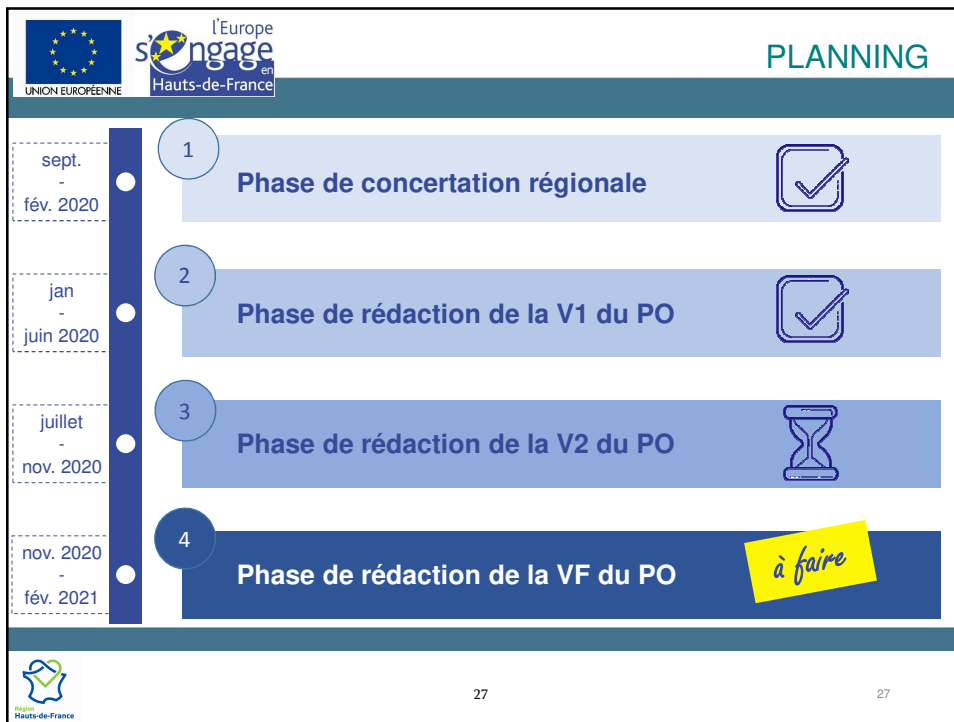 UNION EUROPÉENNE
l'Europe
s'engage
en
Hauts-de-France
PLANNING
sept.
-
fév. 2020
1
Phase de concertation régionale
jan
-
juin 2020
2
Phase de rédaction de la V1 du PO
juillet
-
nov. 2020
3
Phase de rédaction de la V2 du PO
nov. 2020
-
fév. 2021
4
Phase de rédaction de la VF du PO
à faire
Région
Hauts-de-France
27
27